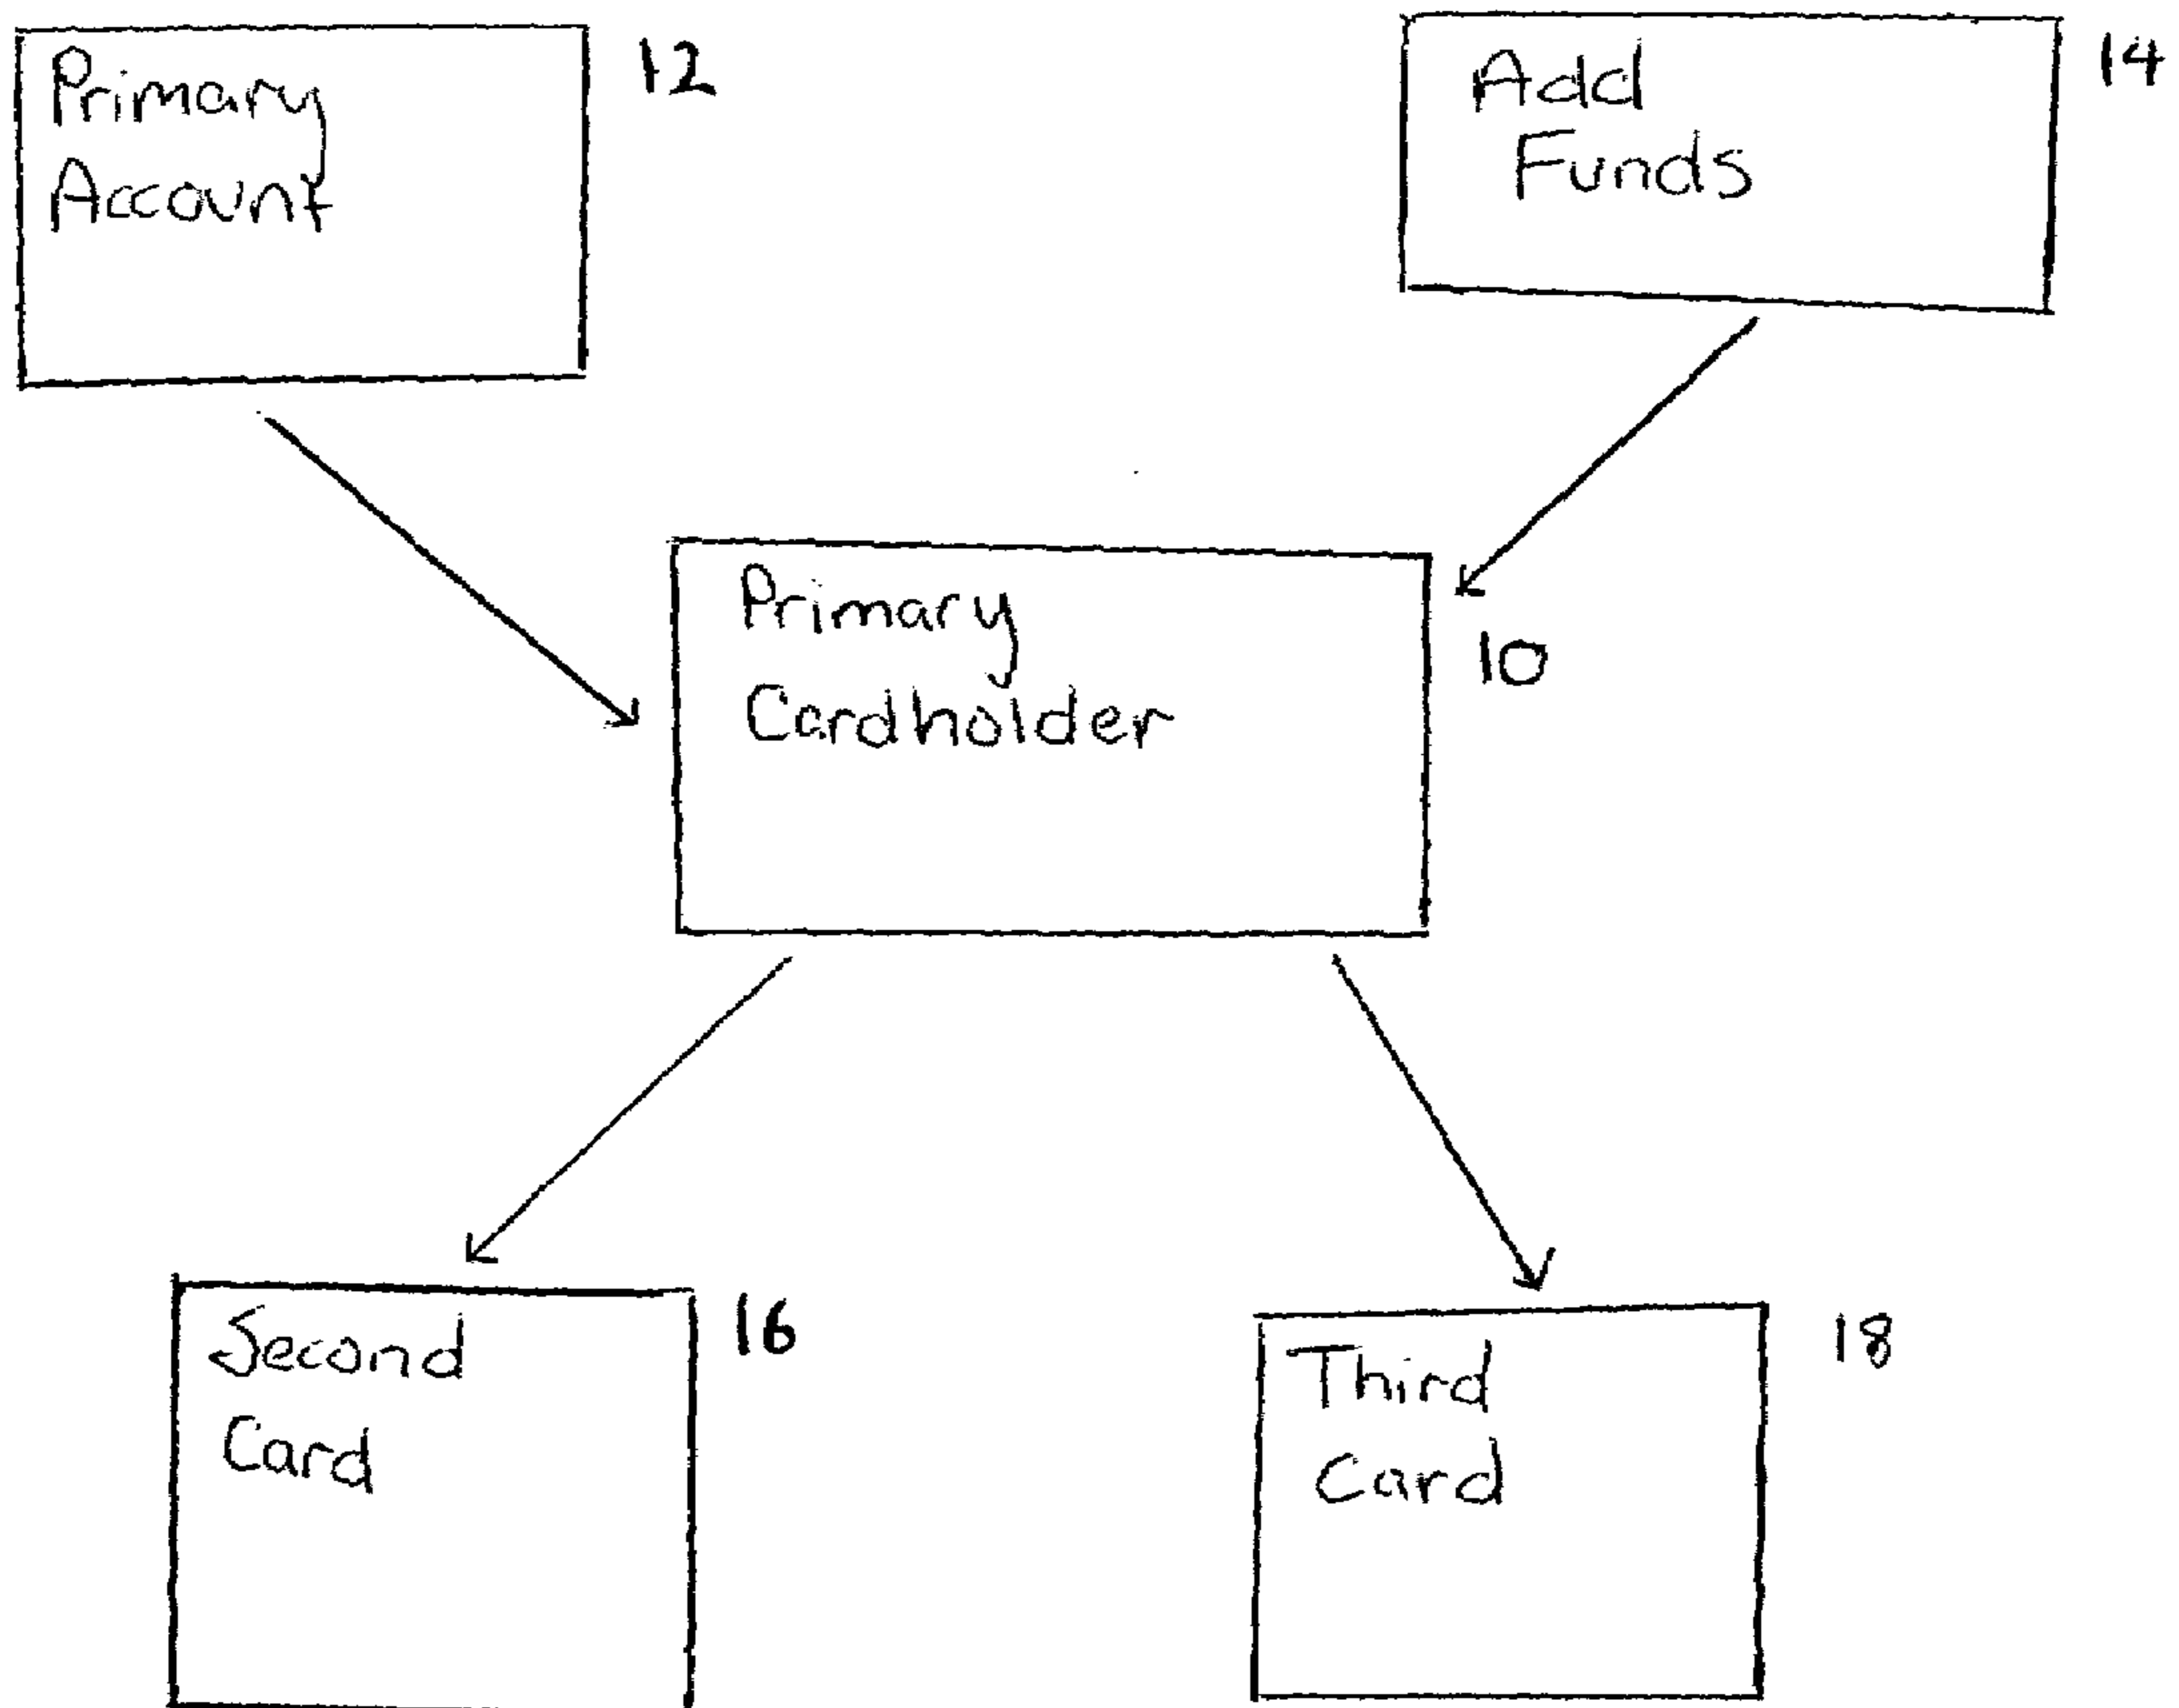 Primary
Account
12
Add
Funds
14
Primary
Cardholder
10
Second
Card
16
Third
Card
18